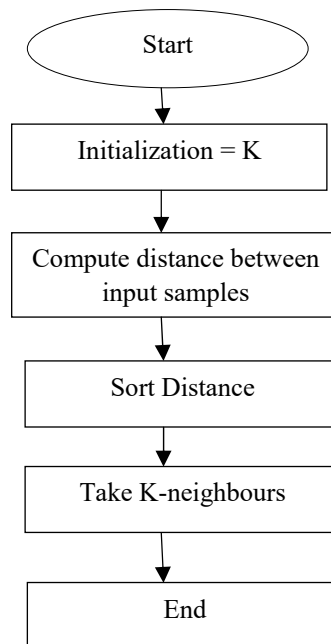 Start
Initialization = K
Compute distance between
input samples
Sort Distance
Take K-neighbours
End